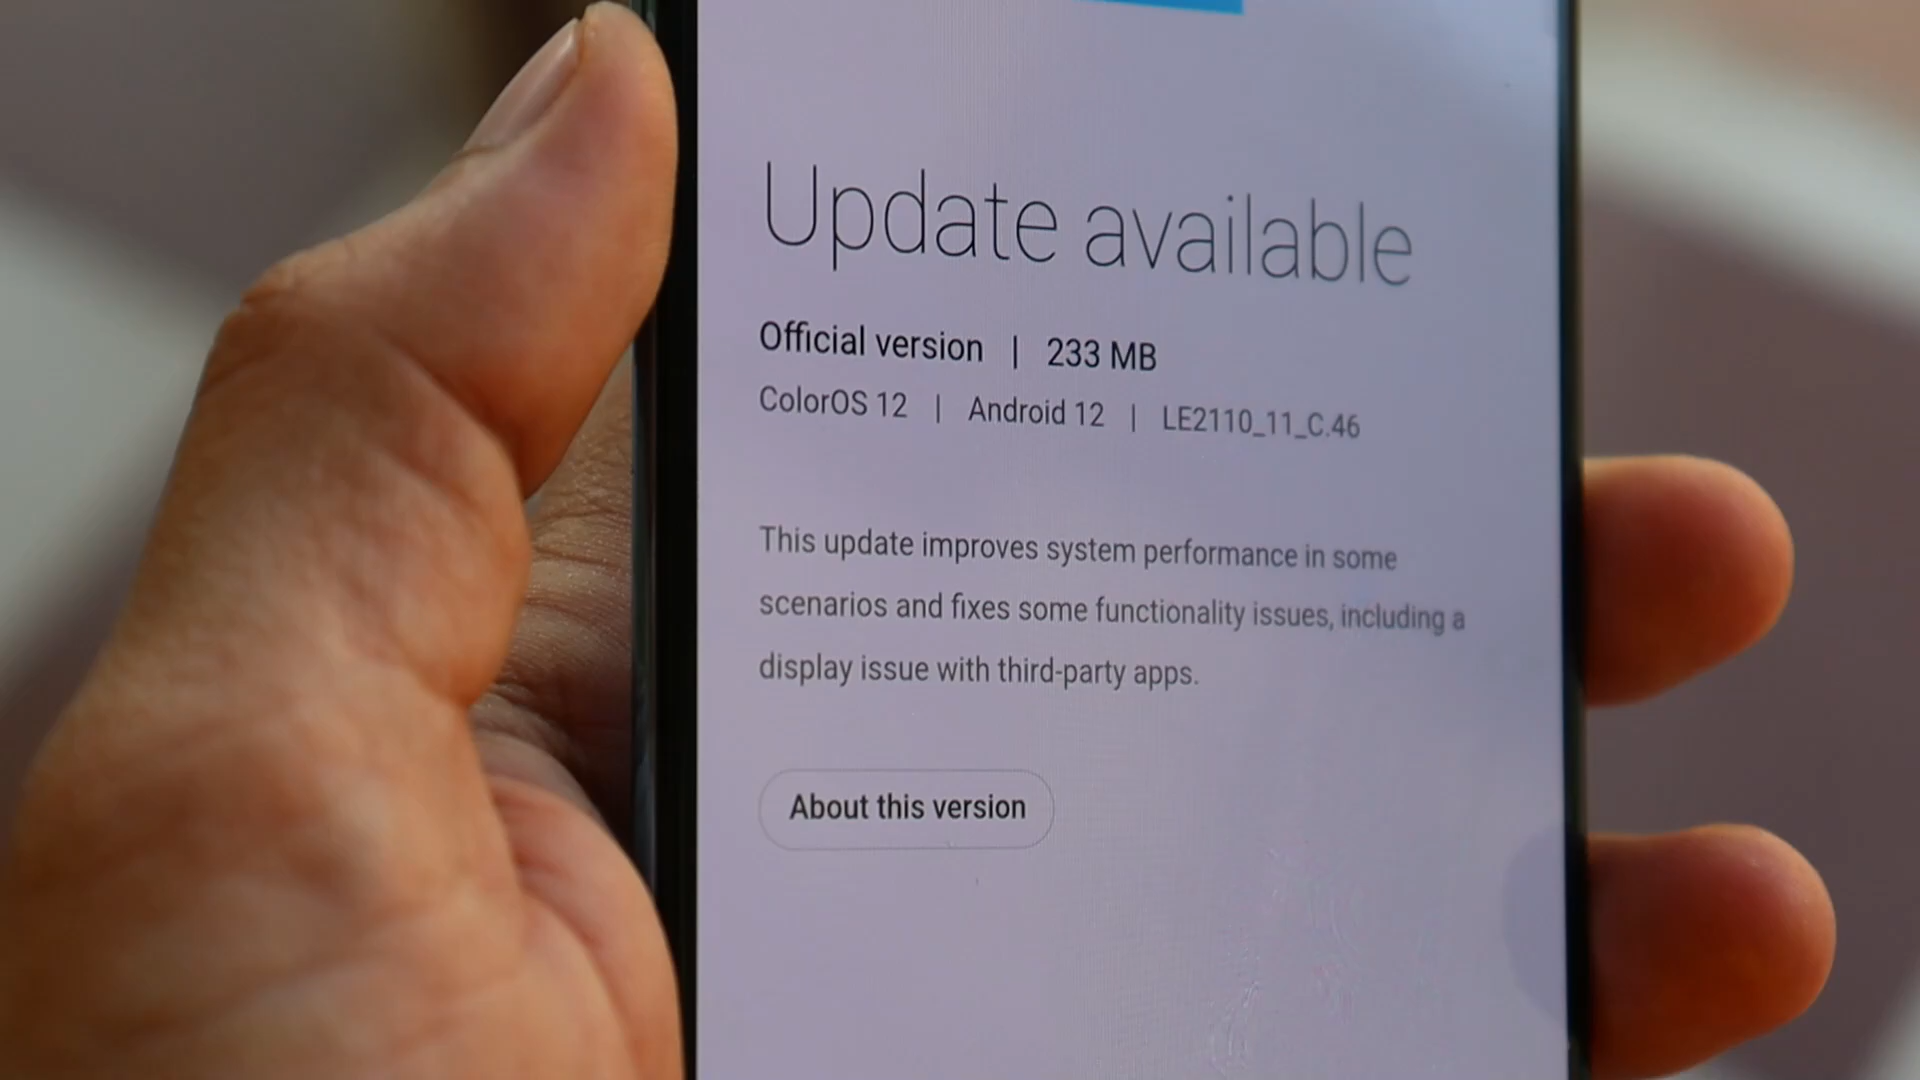 Update available
Official version | 233 MB
ColorOS 12 | Android 12 | LE2110_11_C.46
This update improves system performance in some
scenarios and fixes some functionality issues, including a
display issue with third-party apps.
About this version